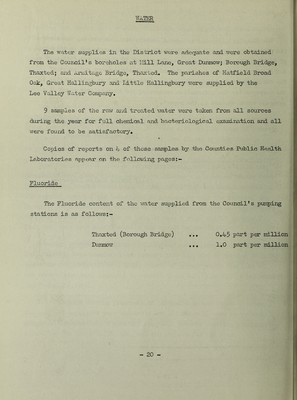 WATER
The water supplies in the District were adequate and were obtained
from the Council's boreholes at Hill Lane, Great Dunmow; Borough Bridge,
Thaxted; and Armitage Bridge, Thaxted. The parishes of Hatfield Broad
Oak, Great Hallingbury and Little Hallingbury were supplied by the
Lee Valley Water Company.
9 samples of the raw and treated water were taken from all sources
during the year for full chemical and bacteriological examination and all
were found to be satisfactory.
Copies of reports on 4 of these samples by the Counties Public Health
Laboratories appear on the following pages:-
Fluoride
The Fluoride content of the water supplied from the Council's pumping
stations is as follows:-
Thaxted (Borough Bridge) ... 0.45 part per million
Dunmow ... 1.0 part per million
- 20 -